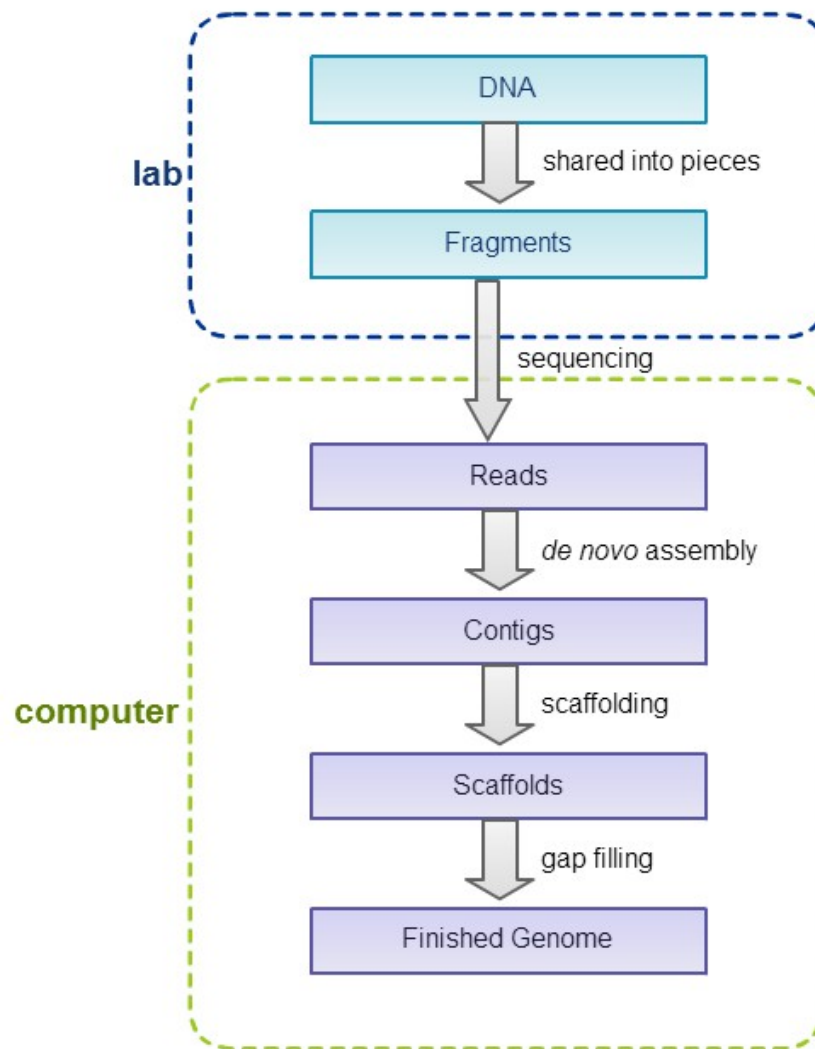 DNA
shared into pieces
lab
Fragments
sequencing
Reads
de novo assembly
Contigs
scaffolding
computer
Scaffolds
gap filling
Finished Genome